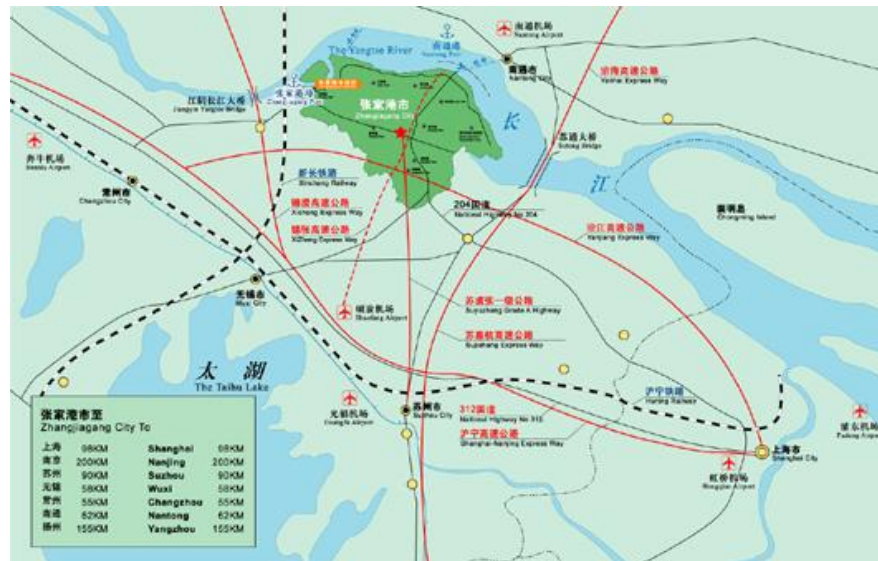 南通机场
Nantong Airport
The Yangtse River
南通港
南通市
Nantong City
沿海高速公路
Yanhai Express Way
张家港港
江阴长江大桥
Jiangyin Yangtse Bridge
张家港市
Zhangjiagang City
奔牛机场
常州市
Changzhou City
新长铁路
Xinchang Railway
Xicheng Express Way
锡张高速公路
XiZhang Express Way
长
江
苏通大桥
Sutong Bridge
204国道
National Highway No 204
崇明县
Chongming Island
沿江高速公路
Yanjiang Express Way
无锡市
Wuxi City
硕放机场
Shuofang Airport
苏虞张一级公路
Suyuzhang Grade A Highway
苏嘉杭高速公路
Sujiahang Express Way
太 湖
The Taihu Lake
光福机场
Guangfu Airport
苏州市
Suzhou City
312国道
National Highway No 312
沪宁高速公路
Shanghai-Nanjing Express Way
沪宁铁路
Huning Railway
浦东机场
Pudong Airport
虹桥机场
Hongqiao Airport
上海市
Shanghai City
张家港市至
Zhangjiagang City To
上海 98KM Shanghai 98KM
南京 200KM Nanjing 200KM
苏州 90KM Suzhou 90KM
无锡 58KM Wuxi 58KM
常州 55KM Changzhou 55KM
南通 62KM Nantong 62KM
扬州 155KM Yangzhou 155KM